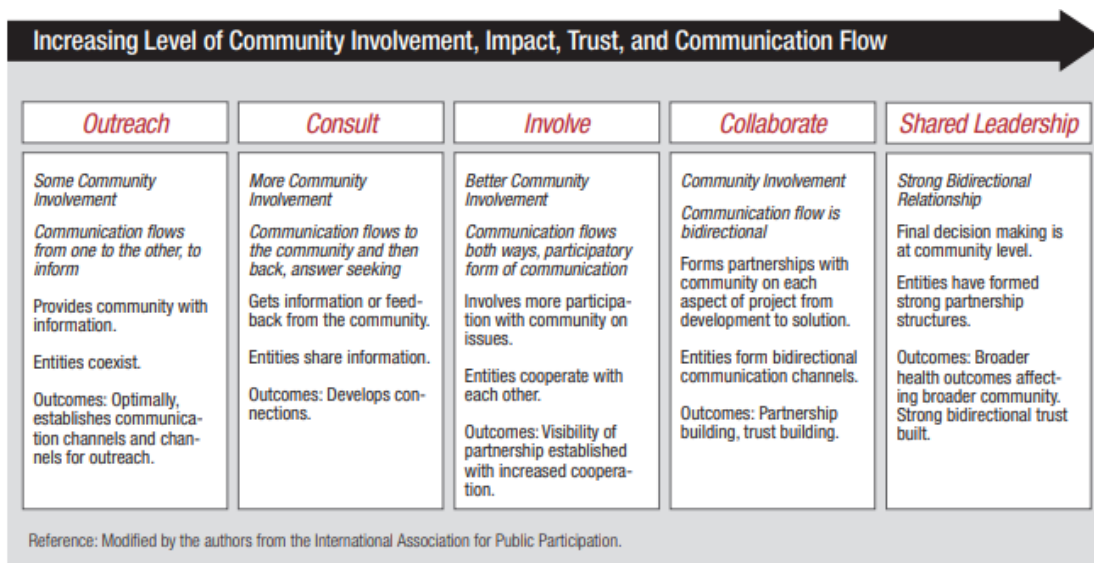 Increasing Level of Community Involvement, Impact, Trust, and Communication Flow
Outreach
Some Community
Involvement
Communication flows
from one to the other, to
inform
Provides community with
information.
Entities coexist.
Outcomes: Optimally,
establishes communica-
tion channels and chan-
nels for outreach.
Consult
More Community
Involvement
Communication flows to
the community and then
back, answer seeking
Gets information or feed-
back from the community.
Entities share information.
Outcomes: Develops con-
nections.
Involve
Better Community
Involvement
Communication flows
both ways, participatory
form of communication
Involves more participa-
tion with community on
issues.
Entities cooperate with
each other.
Outcomes: Visibility of
partnership established
with increased coopera-
tion.
Collaborate
Community Involvement
Communication flow is
bidirectional
Forms partnerships with
community on each
aspect of project from
development to solution.
Entities form bidirectional
communication channels.
Outcomes: Partnership
building, trust building.
Shared Leadership
Strong Bidirectional
Relationship
Final decision making is
at community level.
Entities have formed
strong partnership
structures.
Outcomes: Broader
health outcomes affect-
ing broader community.
Strong bidirectional trust
built.
Reference: Modified by the authors from the International Association for Public Participation.